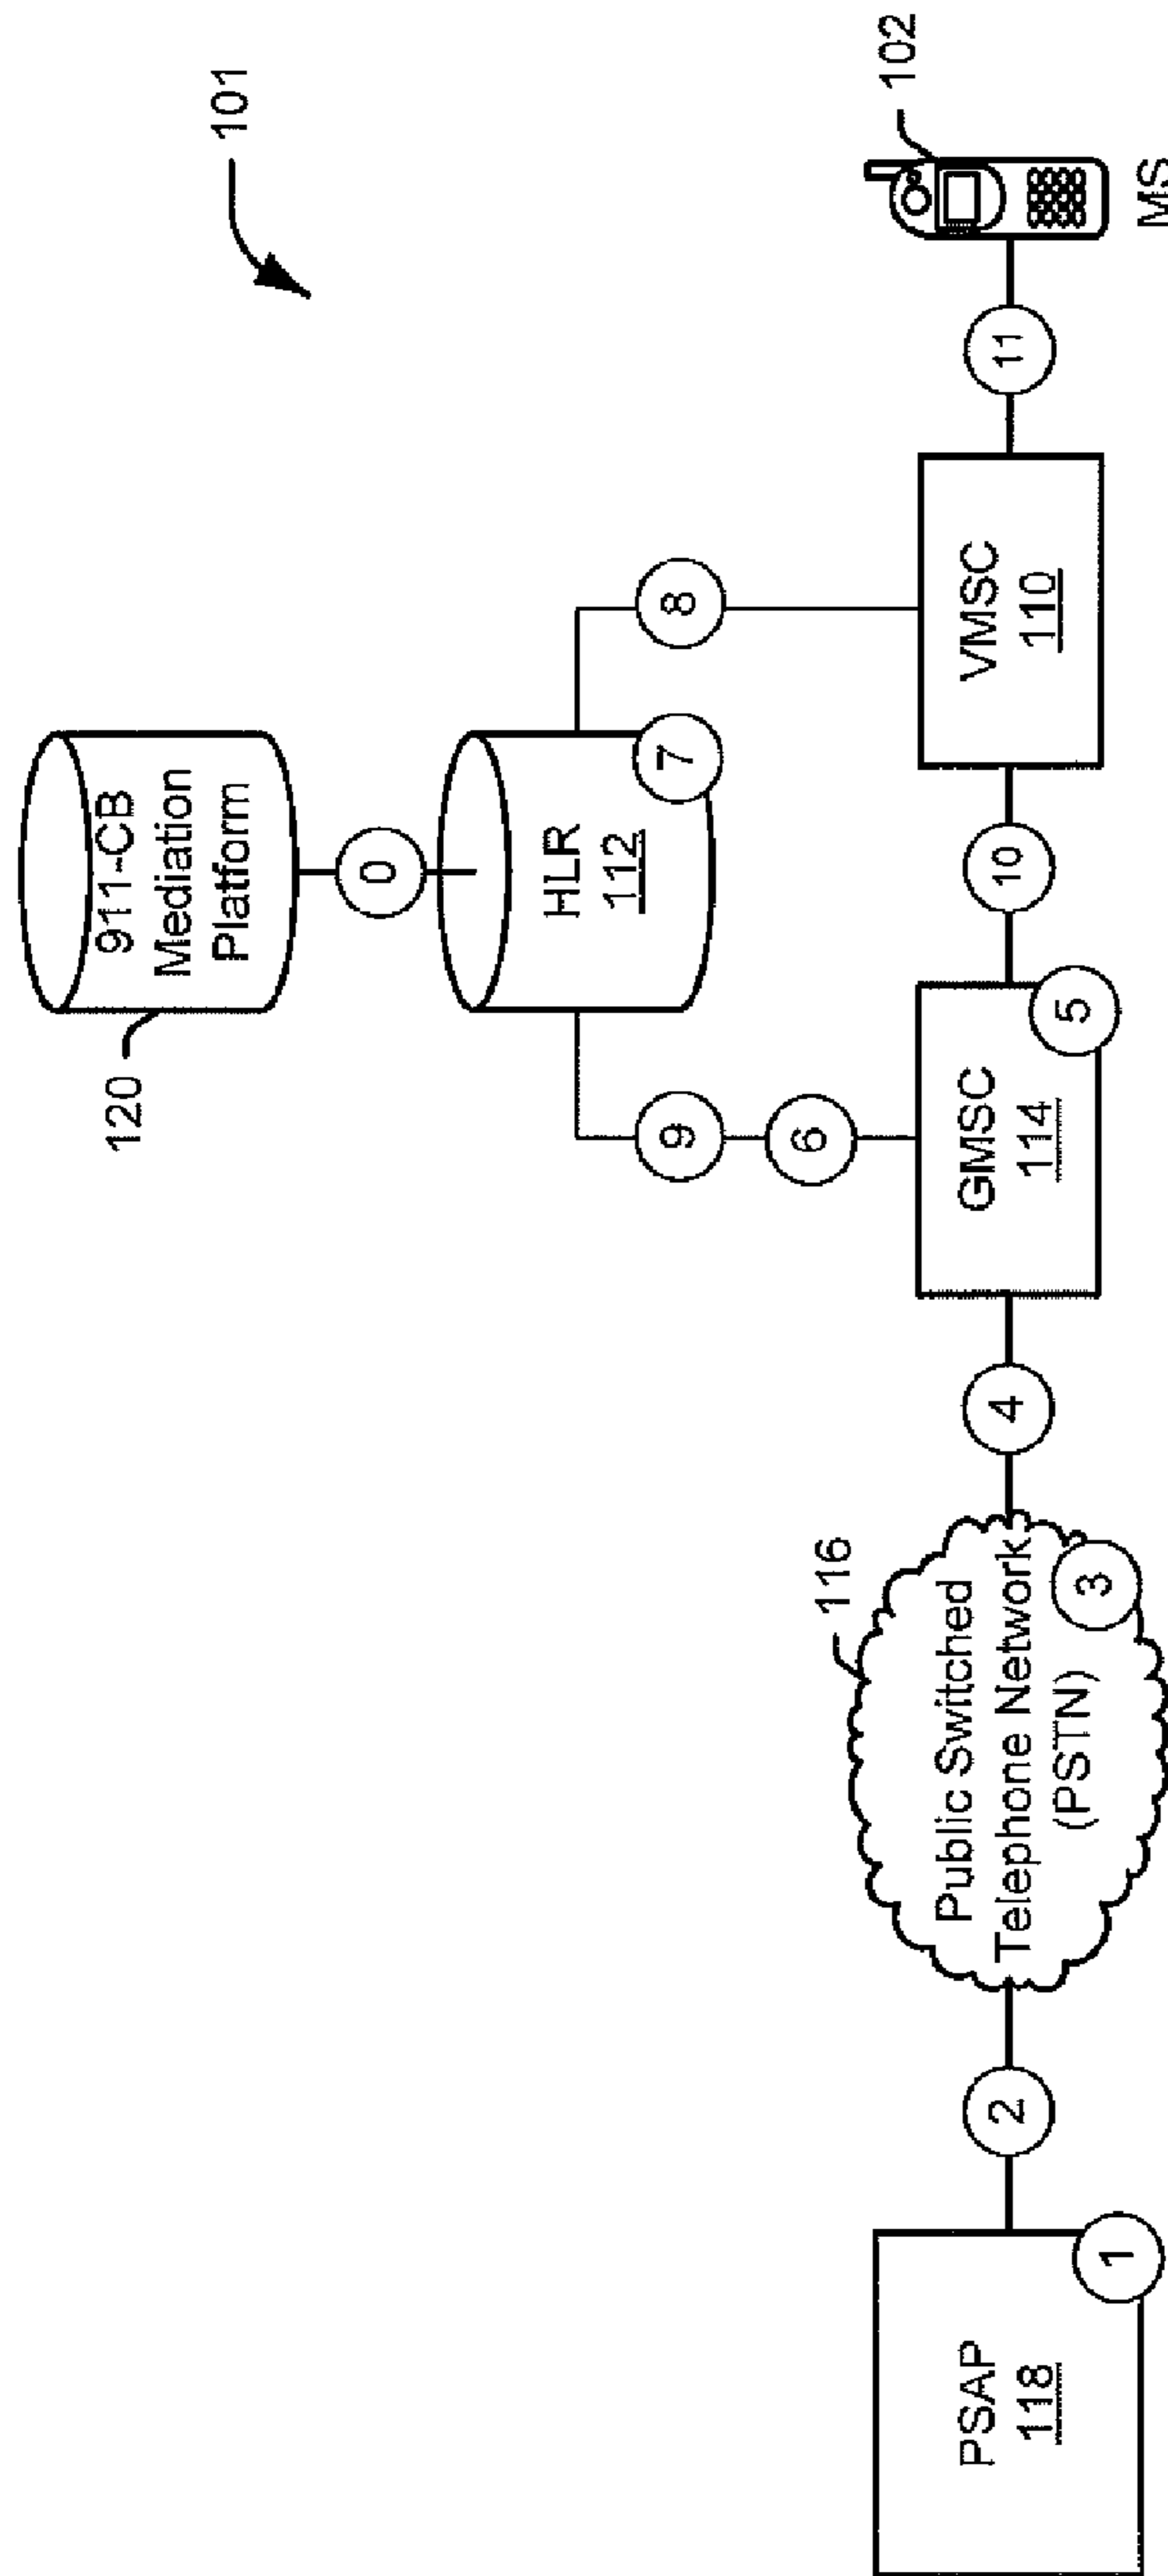 101
120
911-CB
Mediation
Platform
0
HLR
112
7
9
6
8
102
116
PSAP
118
1
2
Public Switched
Telephone Network
(PSTN)
3
4
GMSC
114
5
10
VMSC
110
11
MS